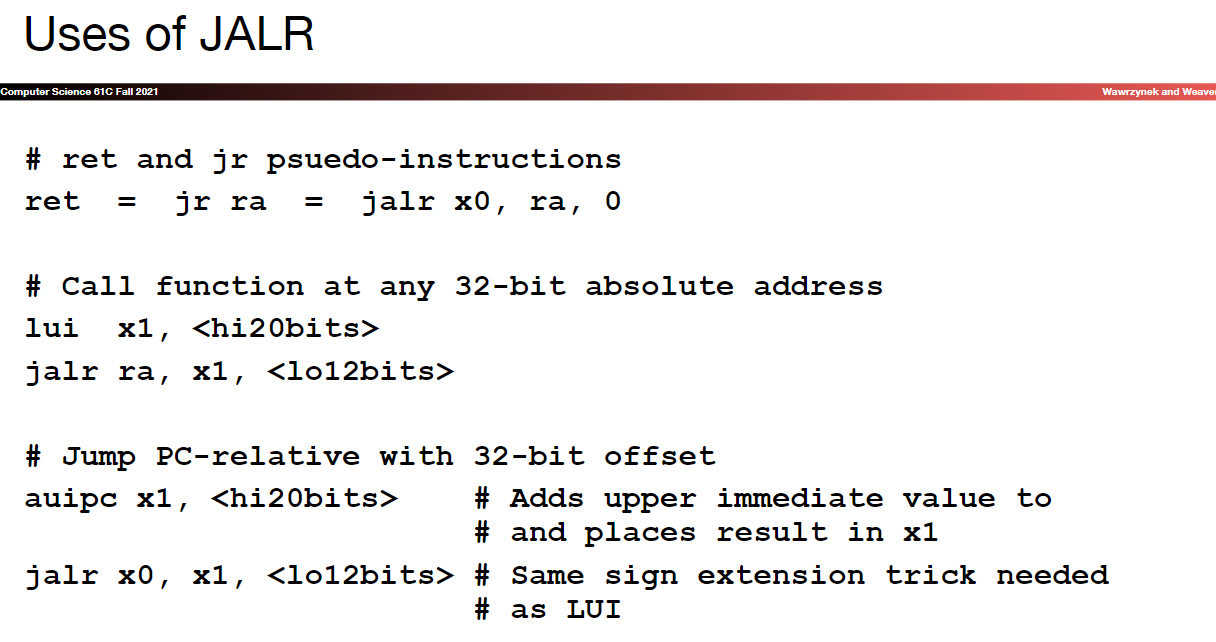 Uses of JALR
Computer Science 61C Fall 2021
Wawrzynek and Weaver
# ret and jr psuedo-instructions
ret = jr ra = jalr x0, ra, 0
# Call function at any 32-bit absolute address
lui x1, <hi20bits>
jalr ra, x1, <lo12bits>
# Jump PC-relative with 32-bit offset
auipc x1, <hi20bits> # Adds upper immediate value to
# and places result in x1
jalr x0, x1, <lo12bits> # Same sign extension trick needed
# as LUI